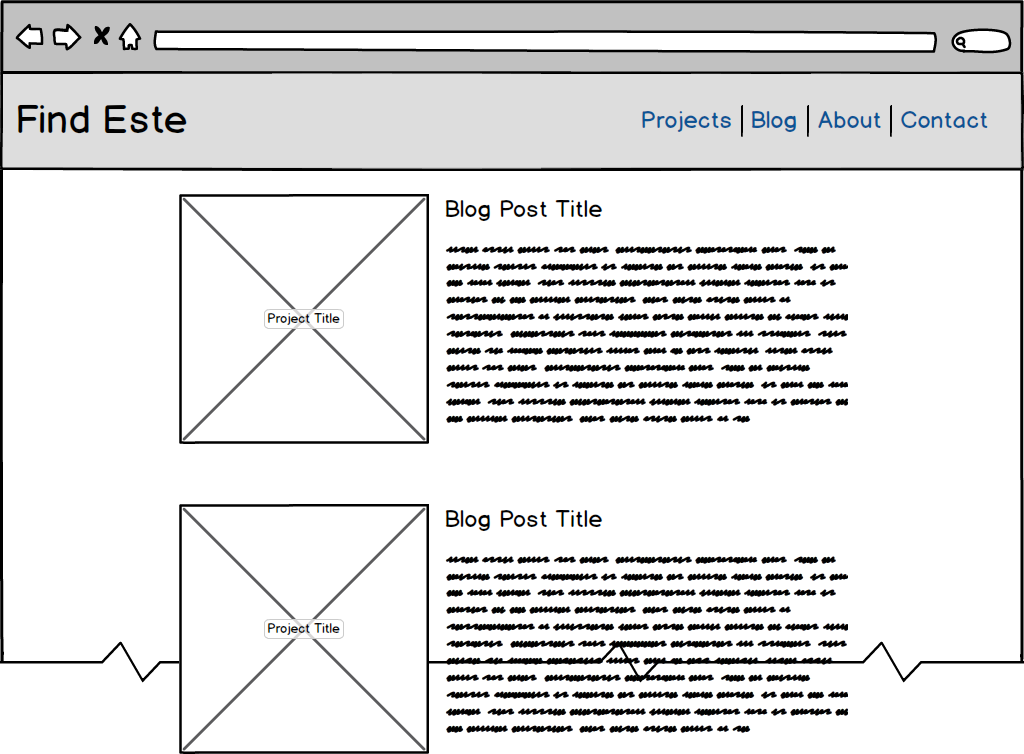 Find Este
Projects Blog About Contact
Blog Post Title
Project Title
Blog Post Title
Project Title